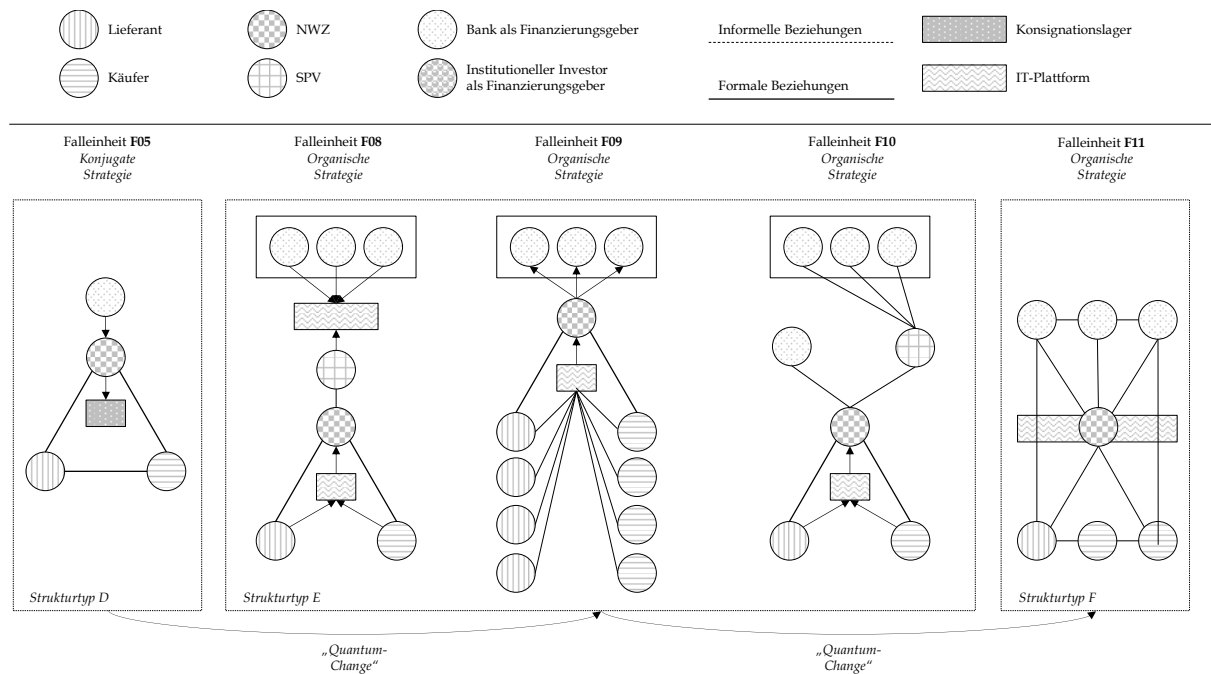 Lieferant
NWZ
Bank als Finanzierungsgeber
Informelle Beziehungen
Konsignationslager
Käufer
SPV
Institutioneller Investor
als Finanzierungsgeber
Formale Beziehungen
IT-Plattform
Falleinheit F05
Konjugate
Strategie
Falleinheit F08
Organische
Strategie
Falleinheit F09
Organische
Strategie
Falleinheit F10
Organische
Strategie
Falleinheit F11
Organische
Strategie
Strukturtyp D
Strukturtyp E
Strukturtyp F
„Quantum-
Change“
„Quantum-
Change“